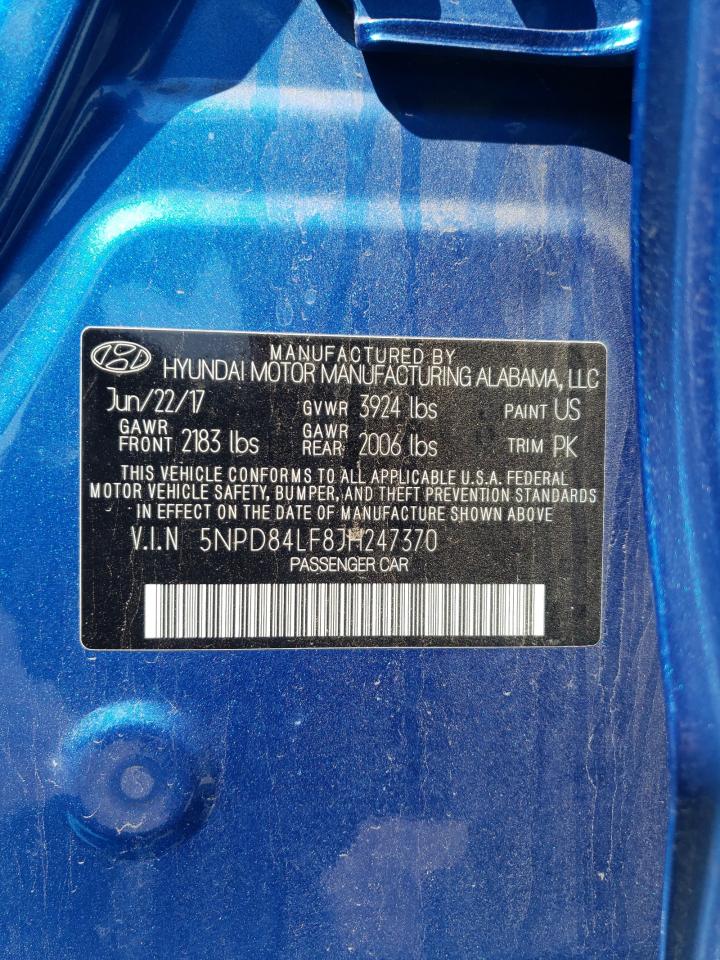 MANUFACTURED BY
HYUNDAI MOTOR MANUFACTURING ALABAMA, LLC
Jun/22/17 GVWR 3924 lbs PAINT US
GAWR FRONT 2183 lbs GAWR REAR 2006 lbs TRIM PK
THIS VEHICLE CONFORMS TO ALL APPLICABLE U.S.A. FEDERAL
MOTOR VEHICLE SAFETY, BUMPER, AND THEFT PREVENTION STANDARDS
IN EFFECT ON THE DATE OF MANUFACTURE SHOWN ABOVE
V.I.N 5NPD84LF8JH247370
PASSENGER CAR